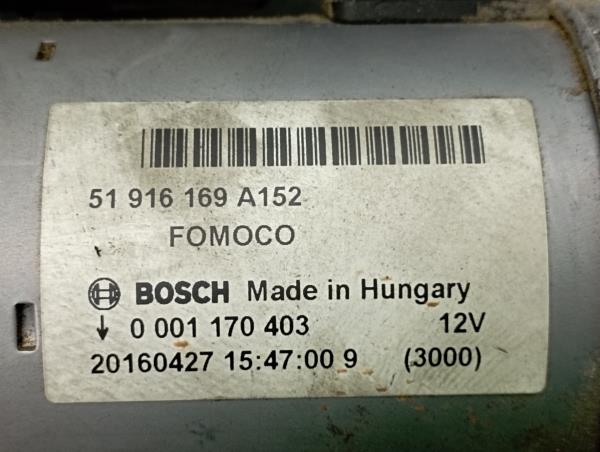 51 916 169 A152
FOMOCO
BOSCH Made in Hungary
↓ 0 001 170 403 12V
20160427 15:47:00 9 (3000)